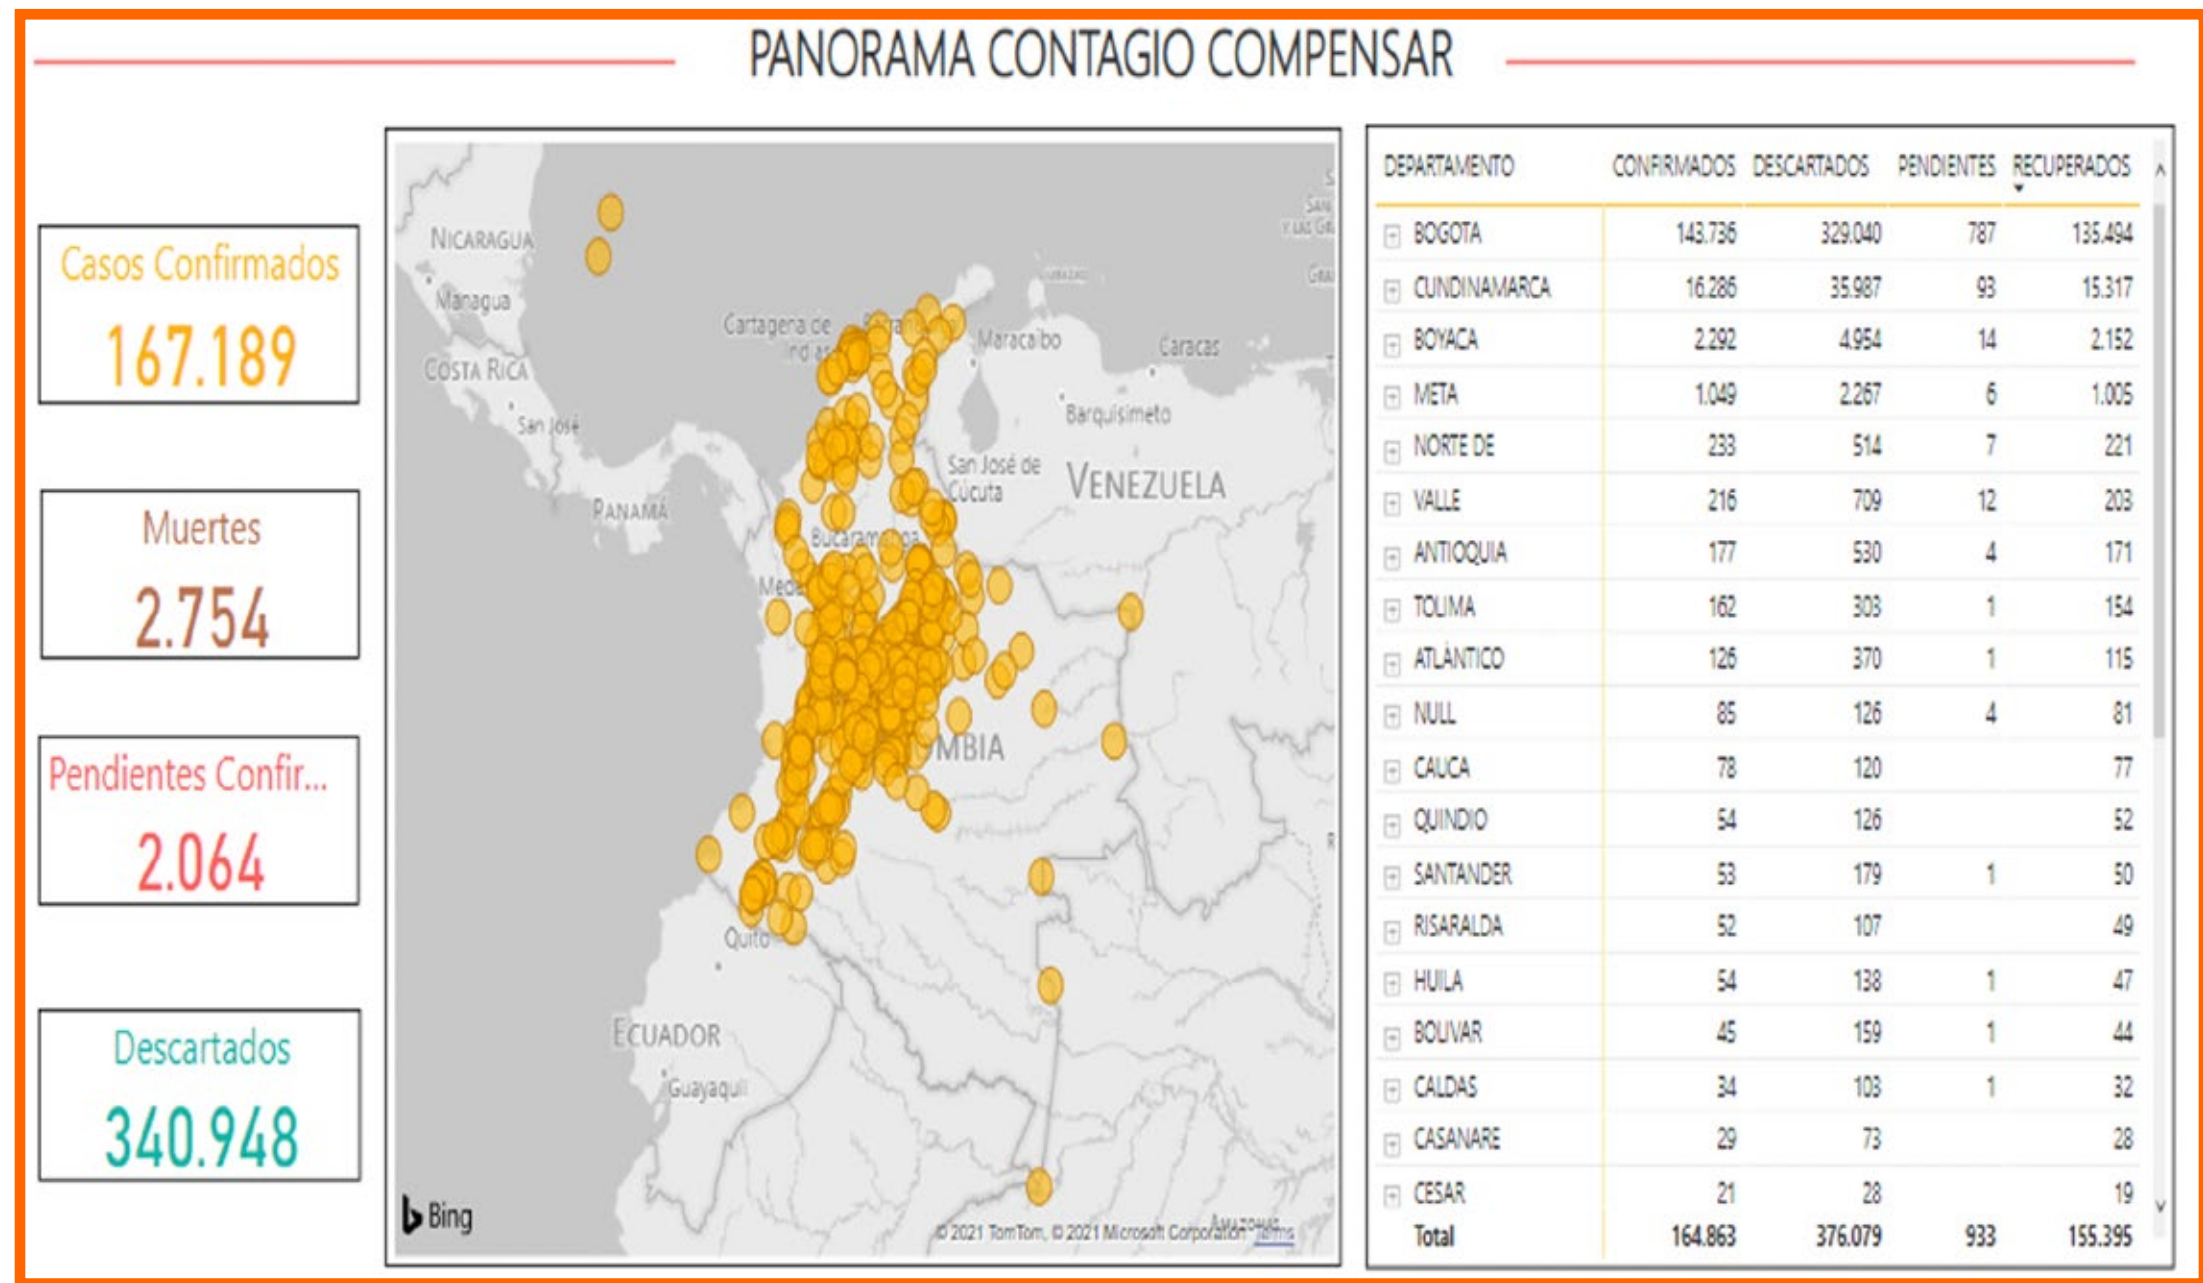 PANORAMA CONTAGIO COMPENSAR
Casos Confirmados
167.189
Muertes
2.754
Pendientes Confir...
2.064
Descartados
340.948
NICARAGUA
Managua
COSTA RICA
San José
PANAMÁ
Cartagena de
Indias
Maracaibo
Caracas
Barquisimeto
San José de
Cúcuta
VENEZUELA
MBIA
Quito
ECUADOR
Guayaquil
Bing
© 2021 TomTom, © 2021 Microsoft Corporation Terms
DEPARTAMENTO CONFIRMADOS DESCARTADOS PENDIENTES RECUPERADOS
BOGOTA 143.736 329.040 787 135.494
CUNDINAMARCA 16.286 35.987 93 15.317
BOYACA 2.292 4.954 14 2.152
META 1.049 2.267 6 1.005
NORTE DE 233 514 7 221
VALLE 216 709 12 203
ANTIOQUIA 177 530 4 171
TOLIMA 162 303 1 154
ATLÁNTICO 126 370 1 115
NULL 85 126 4 81
CAUCA 78 120 77
QUINDIO 54 126 52
SANTANDER 53 179 1 50
RISARALDA 52 107 49
HUILA 54 138 1 47
BOLIVAR 45 159 1 44
CALDAS 34 103 1 32
CASANARE 29 73 28
CESAR 21 28 19
Total 164.863 376.079 933 155.395